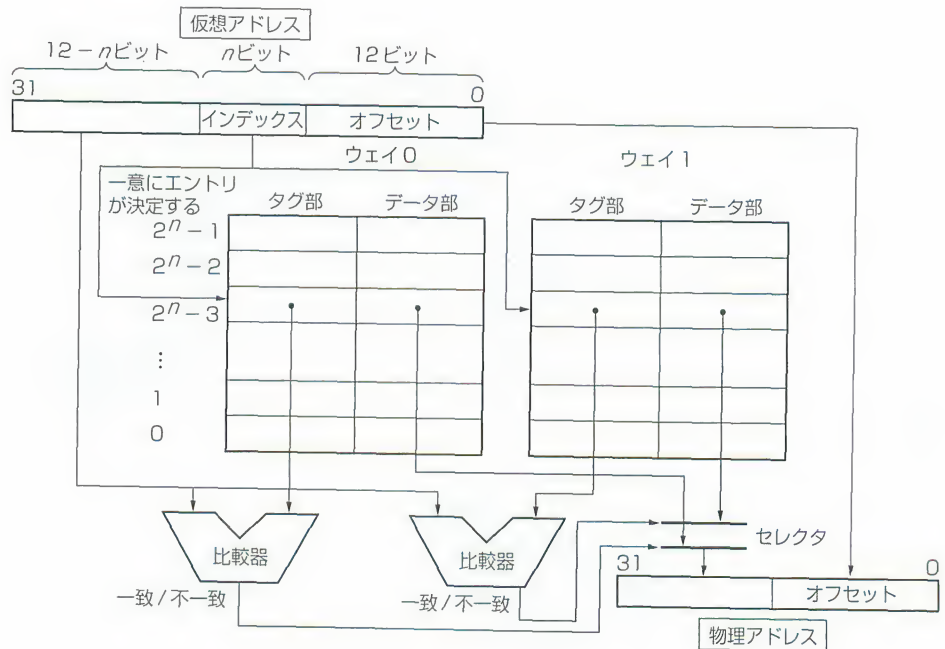 仮想アドレス
12-nビット nビット 12ビット
31 0
インデックス オフセット
ウェイ0 ウェイ1
一意にエントリ
が決定する
タグ部 データ部 タグ部 データ部
2ⁿ-1
2ⁿ-2
2ⁿ-3
⋮
1
0
比較器 比較器 セレクタ
31 0
一致/不一致 一致/不一致 オフセット
物理アドレス